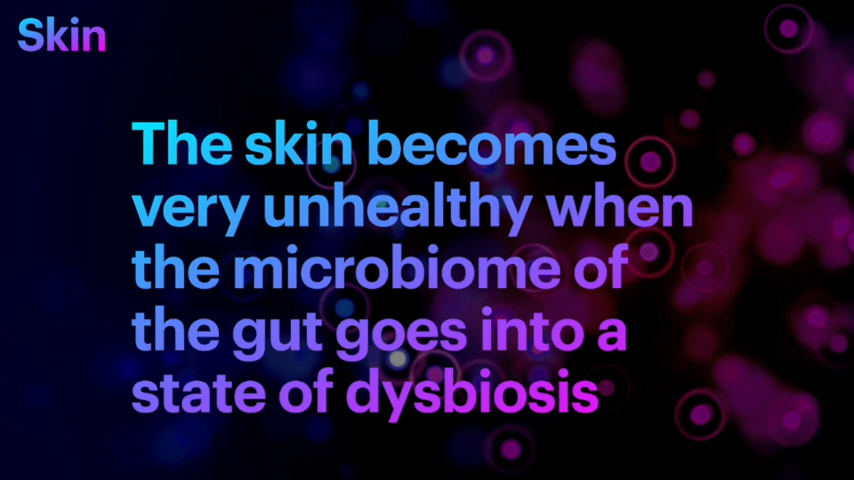 Skin
The skin becomes
very unhealthy when
the microbiome of
the gut goes into a
state of dysbiosis